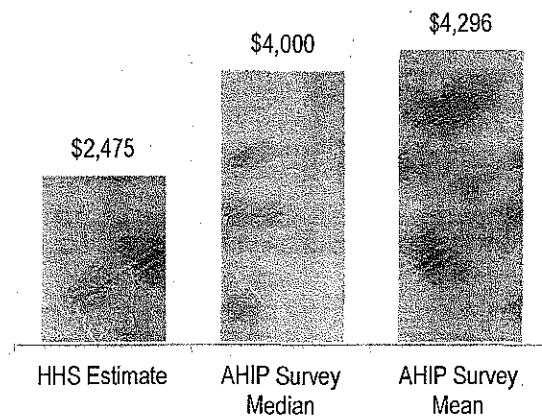 $4,296
$4,000
$2,475
HHS Estimate
AHIP Survey
Median
AHIP Survey
Mean